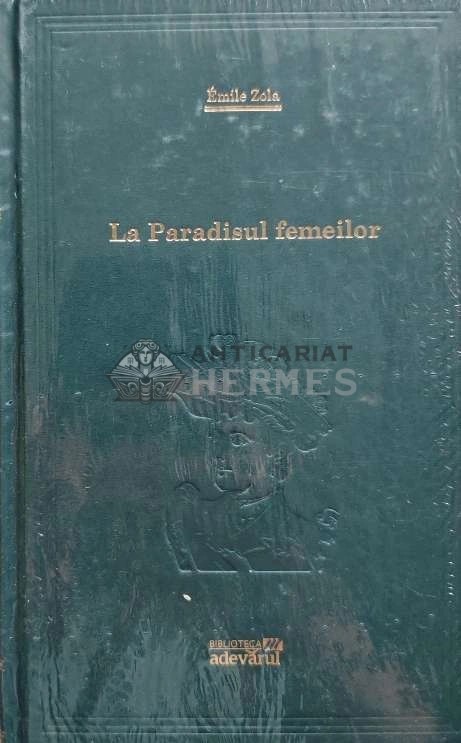 Émile Zola
La Paradisul femeilor
ANTICARIAT
HERMES
BIBLIOTECA
adevărul